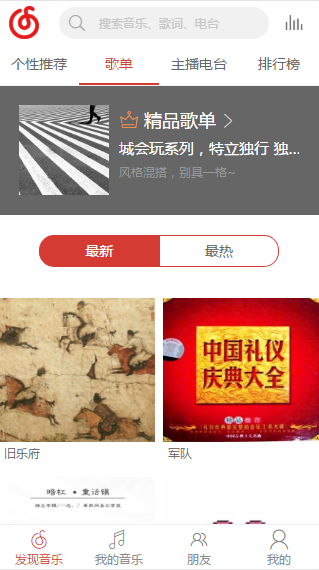 搜索音乐、歌词、电台
个性推荐 歌单 主播电台 排行榜
精品歌单
城会玩系列，特立独行 独...
风格混搭，别具一格~
最新 最热
中国礼仪
庆典大全
精选 推荐
旧乐府 军队
暗杠 · 童话镇
发现音乐 我的音乐 朋友 我的